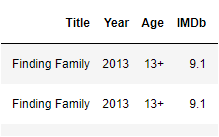 Title Year Age IMDb
Finding Family 2013 13+ 9.1
Finding Family 2013 13+ 9.1